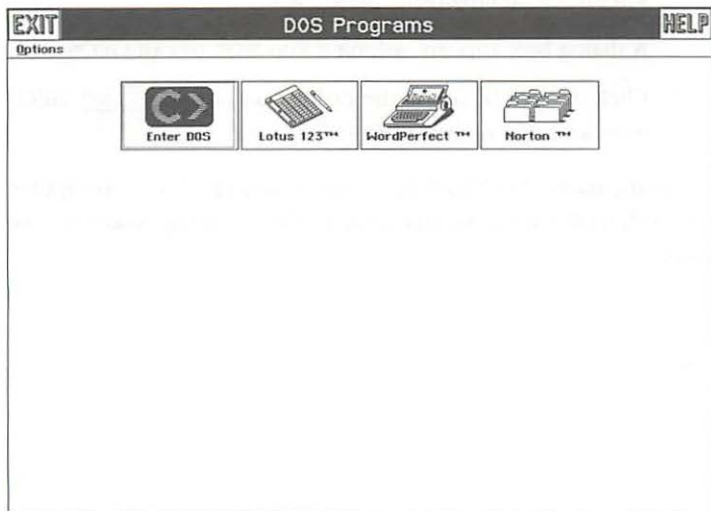 EXIT DOS Programs HELP
Options
C>
Enter DOS Lotus 123™ WordPerfect ™ Norton ™